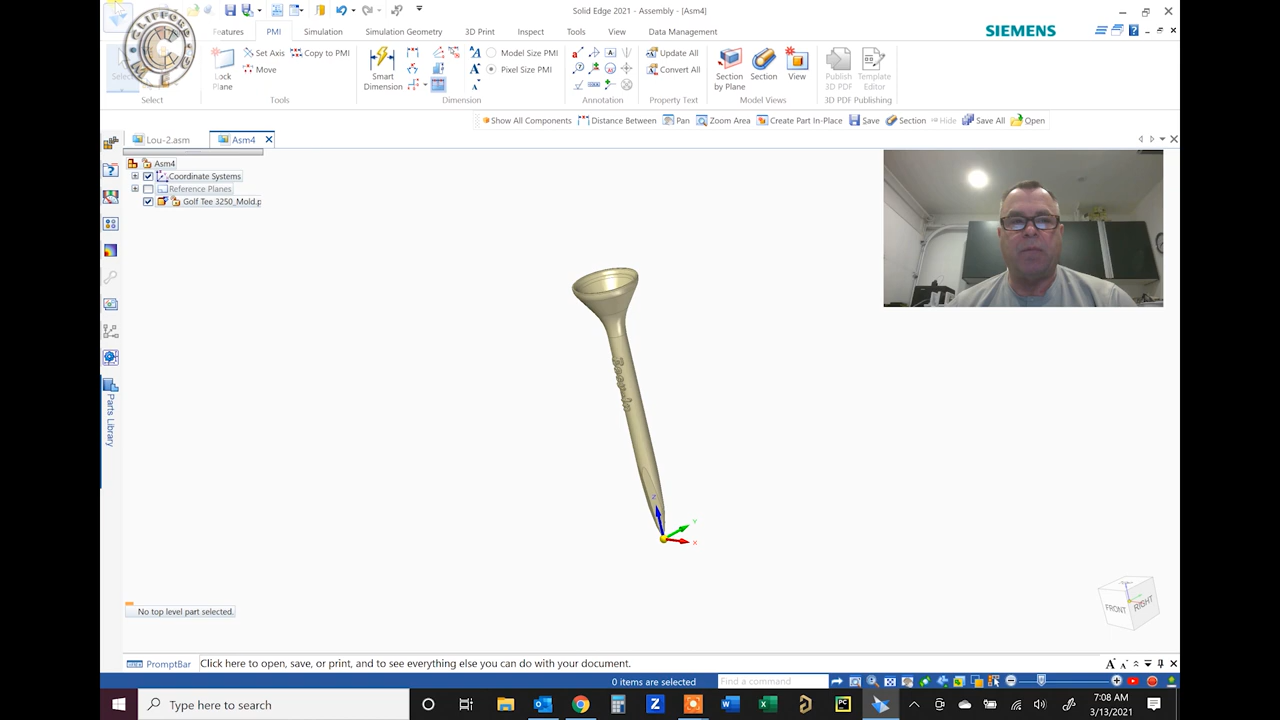 Solid Edge 2021 - Assembly - [Asm4]
CLIFFORD
Features PMI Simulation Simulation Geometry 3D Print Inspect Tools View Data Management
SIEMENS
Select
Lock Plane
Set Axis
Copy to PMI
Move
Smart Dimension
Model Size PMI
Pixel Size PMI
Update All
Convert All
Section by Plane
Section
View
Publish 3D PDF
Template Editor
Select Tools Dimension Annotation Property Text Model Views 3D PDF Publishing
Show All Components Distance Between Pan Zoom Area Create Part In-Place Save Section Hide Save All Open
Lou-2.asm Asm4
Asm4
Coordinate Systems
Reference Planes
Golf Tee 3250_Mold.p
Parts Library
Z
Y
X
FRONT RIGHT
No top level part selected.
PromptBar Click here to open, save, or print, and to see everything else you can do with your document.
0 items are selected Find a command
Type here to search
7:08 AM
3/13/2021